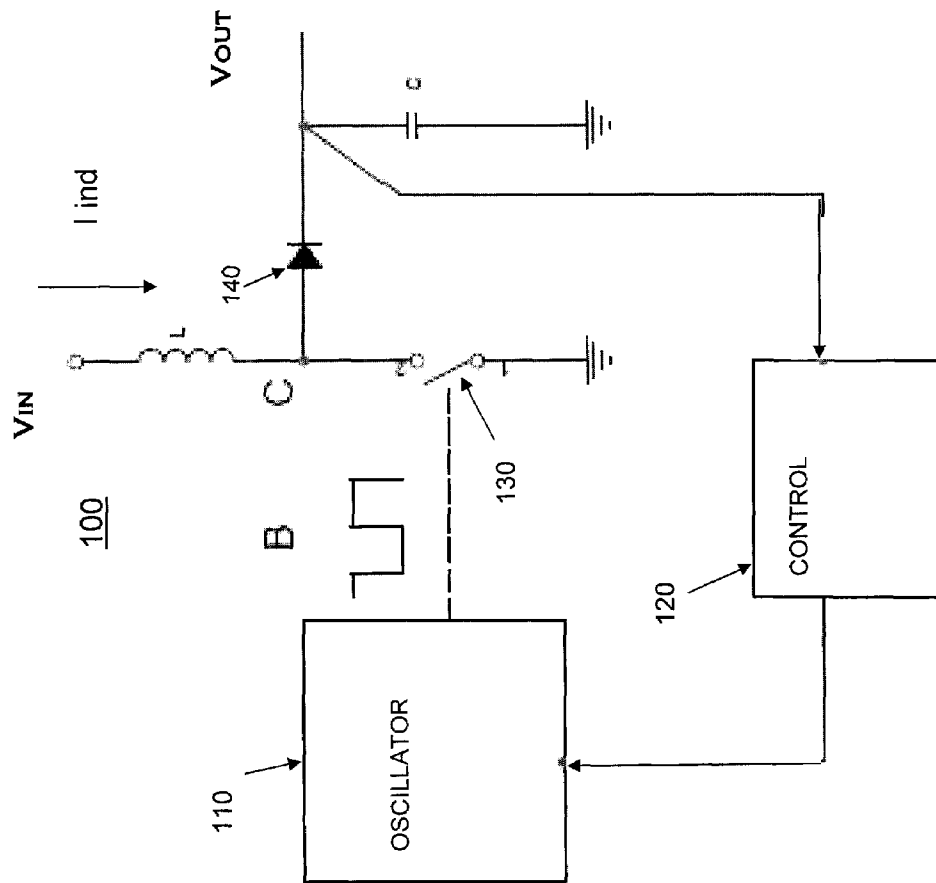 VIN
I ind
VOUT
100
L
140
C
C
B
2
1
130
110
OSCILLATOR
120
CONTROL